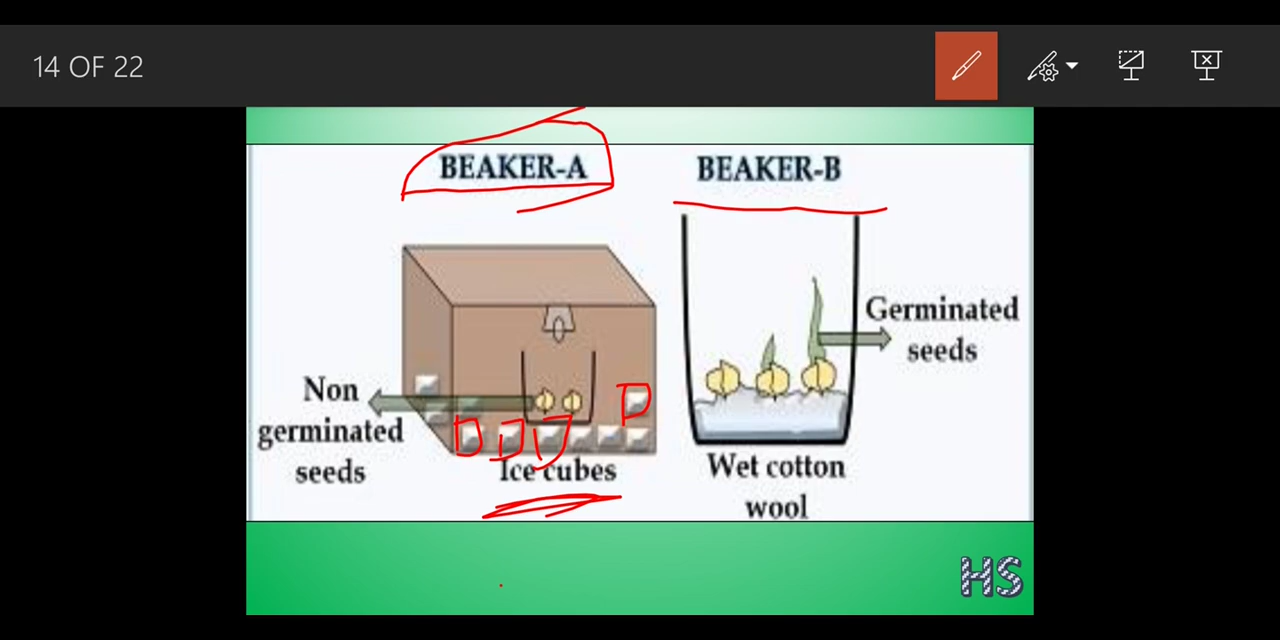 14 OF 22
BEAKER-A
BEAKER-B
Non
germinated
seeds
Ice cubes
Germinated
seeds
Wet cotton
wool
HS